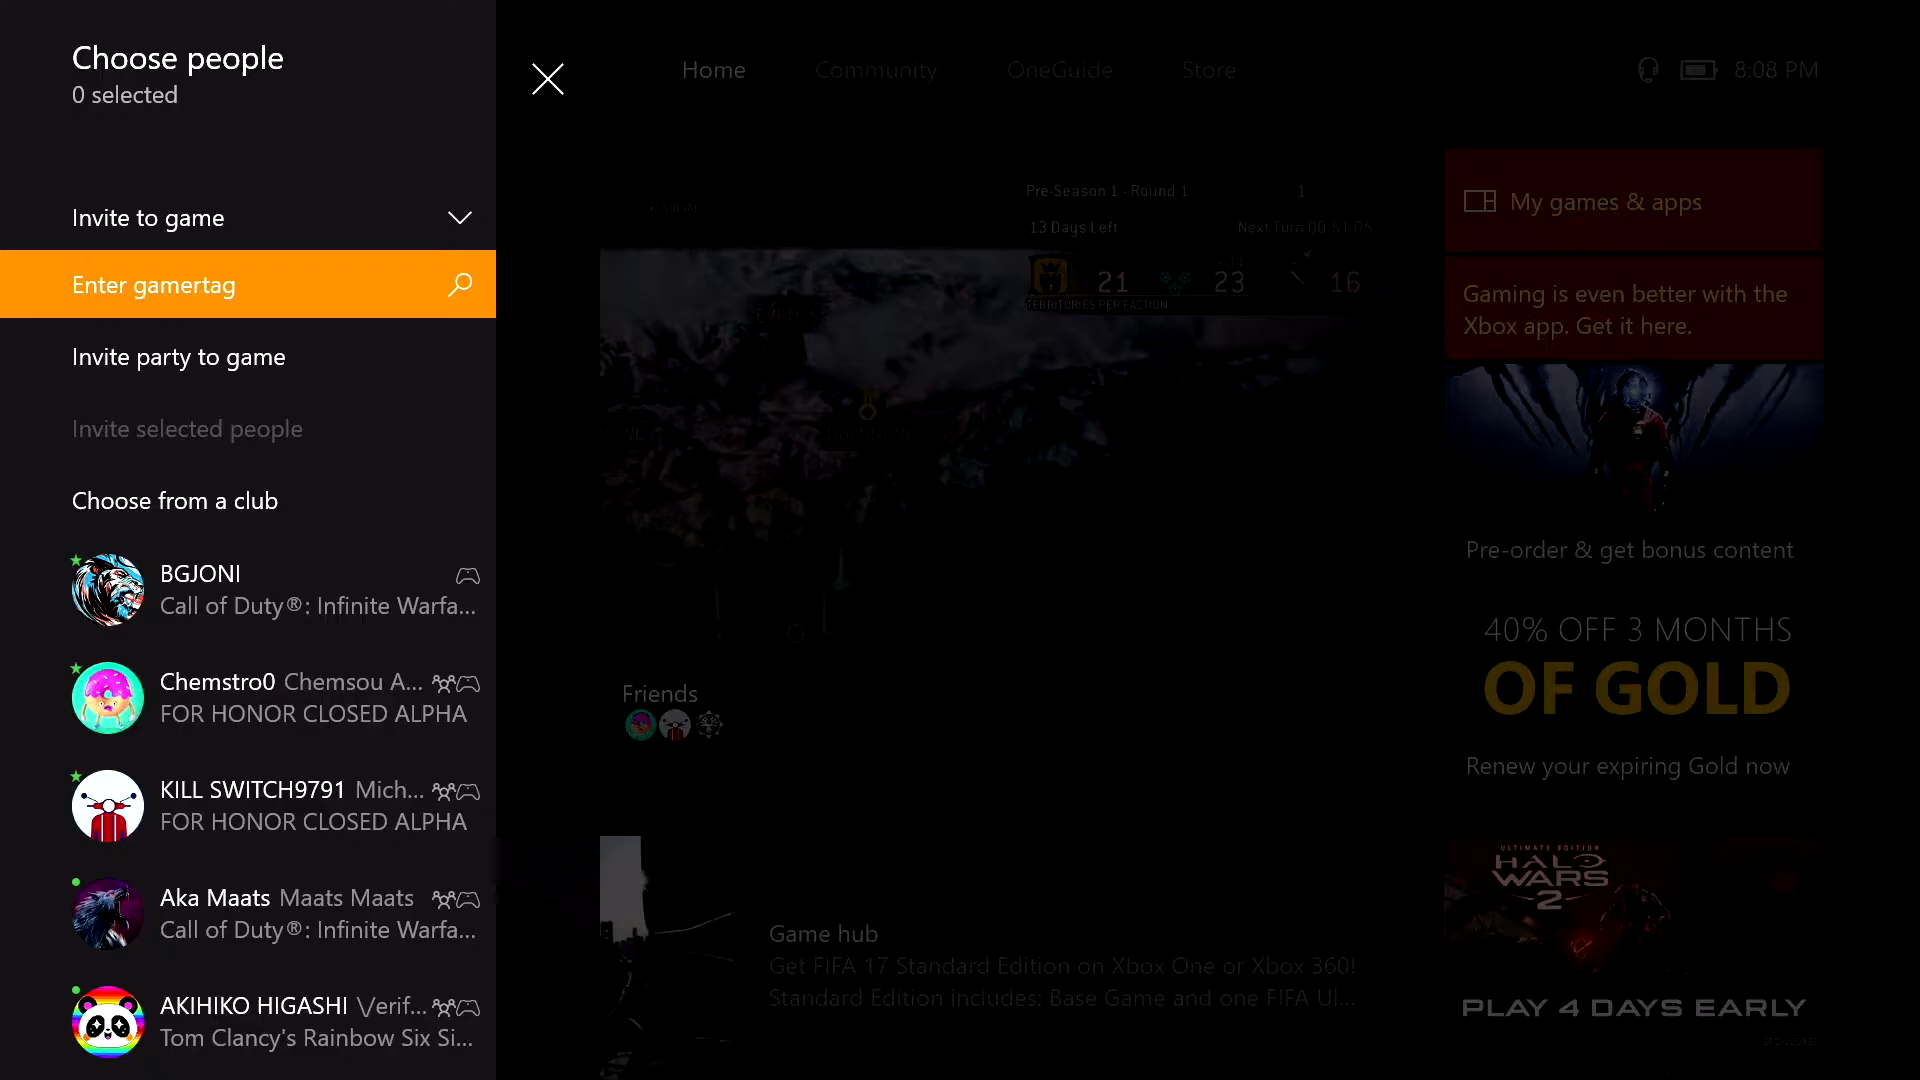 Choose people
0 selected
Invite to game
Enter gamertag
Invite party to game
Invite selected people
Choose from a club
BGJONI
Call of Duty®: Infinite Warfa...
Chemstro0 Chemsou A...
FOR HONOR CLOSED ALPHA
KILL SWITCH9791 Mich...
FOR HONOR CLOSED ALPHA
Aka Maats Maats Maats
Call of Duty®: Infinite Warfa...
AKIHIKO HIGASHI \/erif...
Tom Clancy's Rainbow Six Si...
Home Community OneGuide Store
8:08 PM
Pre-Season 1 - Round 1 1
13 Days Left Next Turn 00:51:05
21 23 16
TERRITORIES PER FACTION
Friends
Game hub
Get FIFA 17 Standard Edition on Xbox One or Xbox 360!
Standard Edition includes: Base Game and one FIFA Ul...
My games & apps
Gaming is even better with the
Xbox app. Get it here.
Pre-order & get bonus content
40% OFF 3 MONTHS
OF GOLD
Renew your expiring Gold now
ULTIMATE EDITION
HALO
WARS
2
PLAY 4 DAYS EARLY